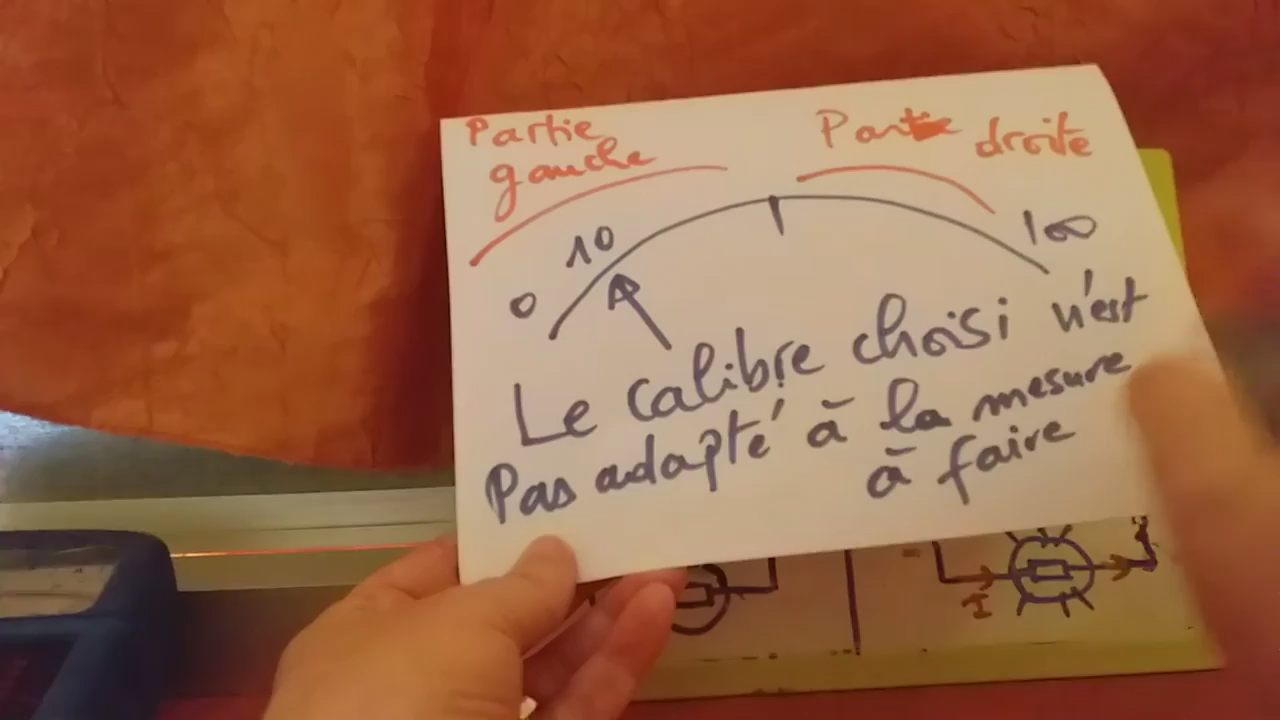 Partie
gauche
Partie droite
0
10
100
Le calibre choisi n'est
Pas adapté à la mesure
à faire
I